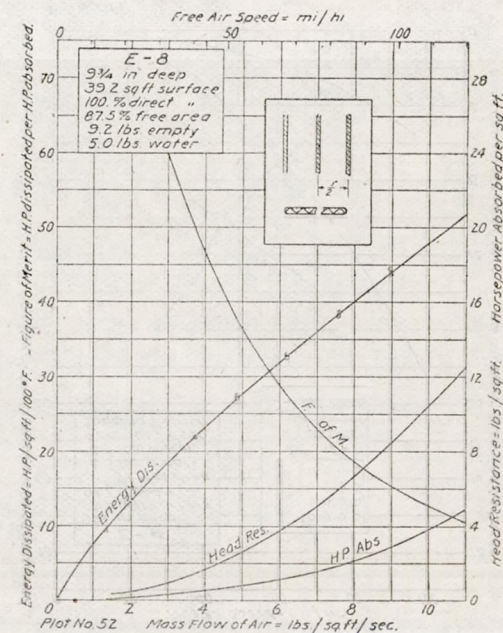 Free Air Speed = mi/hr
0 50 100
E-8
9¾ in deep
39.2 sq ft surface
100. % direct "
87.5% free area
9.2 lbs. empty
5.0 lbs. water
Energy Dissipated = H.P./sq ft/100°F. - Figure of Merit = H.P. dissipated per H.P. absorbed.
70
60
50
40
30
20
10
Horsepower Absorbed per sq. ft.
Head Resistance = lbs/sq ft.
28
24
20
16
12
8
4
0
Energy Dis.
F. of M.
Head Res.
H.P. Abs
0 2 4 6 8 10
Plot No. 52 Mass Flow of Air = lbs/sq ft/sec.